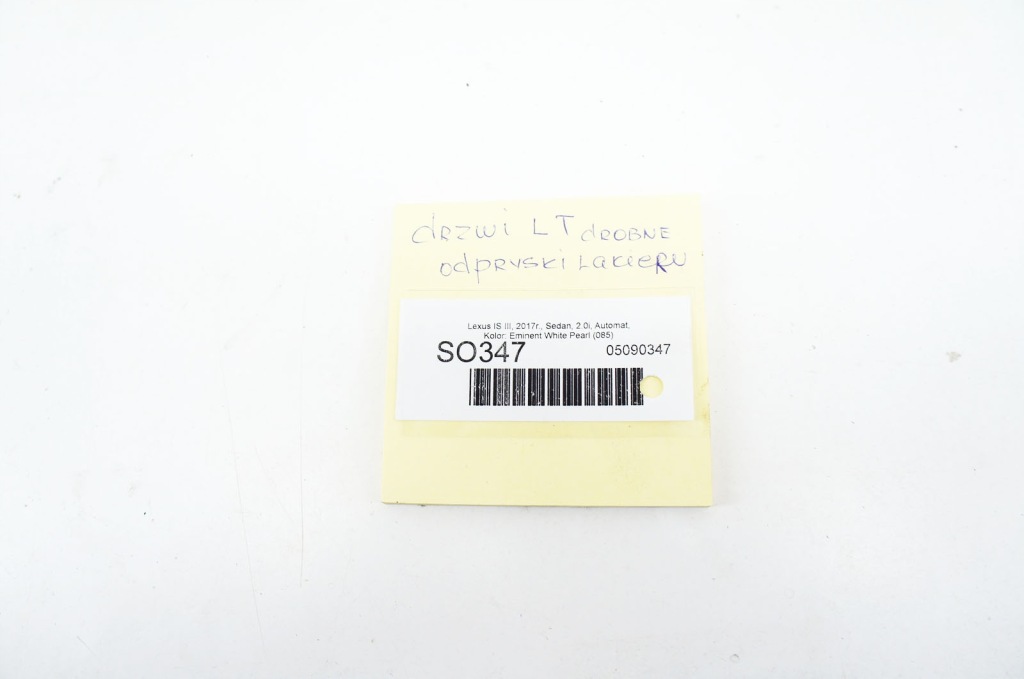 drzwi LT drobne
odpryski lakieru
Lexus IS III, 2017r., Sedan, 2.0i, Automat,
Kolor: Eminent White Pearl (085)
SO347 05090347